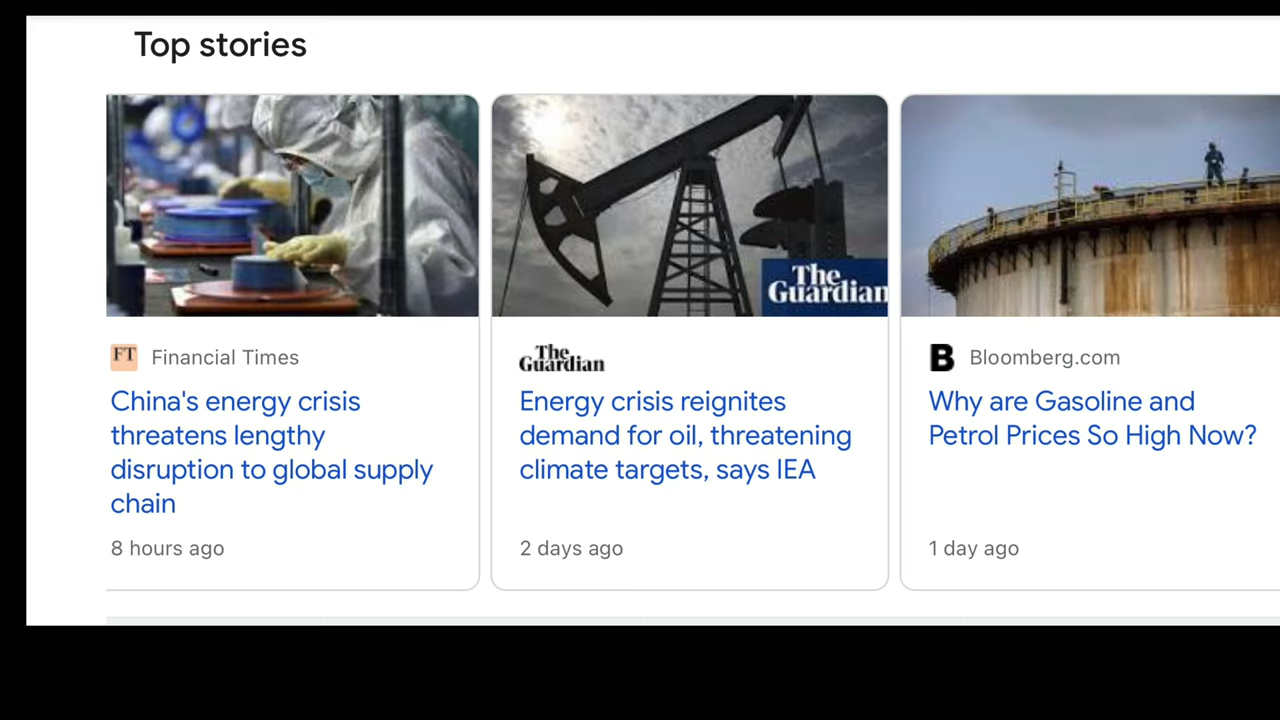 Top stories
The
Guardian
FT Financial Times
China's energy crisis
threatens lengthy
disruption to global supply
chain
8 hours ago
The
Guardian
Energy crisis reignites
demand for oil, threatening
climate targets, says IEA
2 days ago
B Bloomberg.com
Why are Gasoline and
Petrol Prices So High Now?
1 day ago